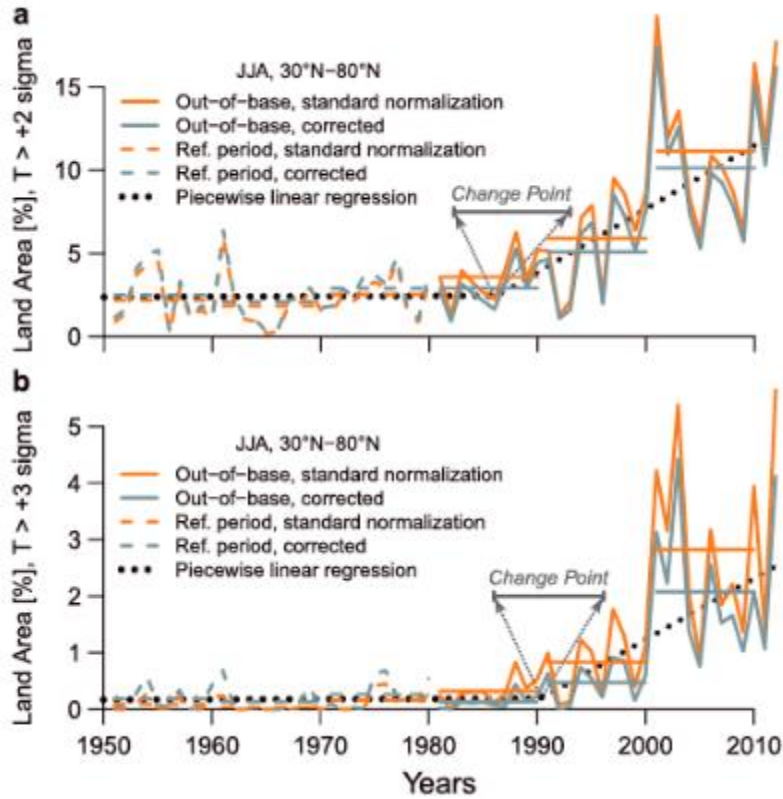 a
Land Area [%], T > +2 sigma
15
10
5
0
JJA, 30°N−80°N
Out−of−base, standard normalization
Out−of−base, corrected
Ref. period, standard normalization
Ref. period, corrected
Piecewise linear regression
Change Point
b
Land Area [%], T > +3 sigma
5
4
3
2
1
0
JJA, 30°N−80°N
Out−of−base, standard normalization
Out−of−base, corrected
Ref. period, standard normalization
Ref. period, corrected
Piecewise linear regression
Change Point
1950 1960 1970 1980 1990 2000 2010
Years